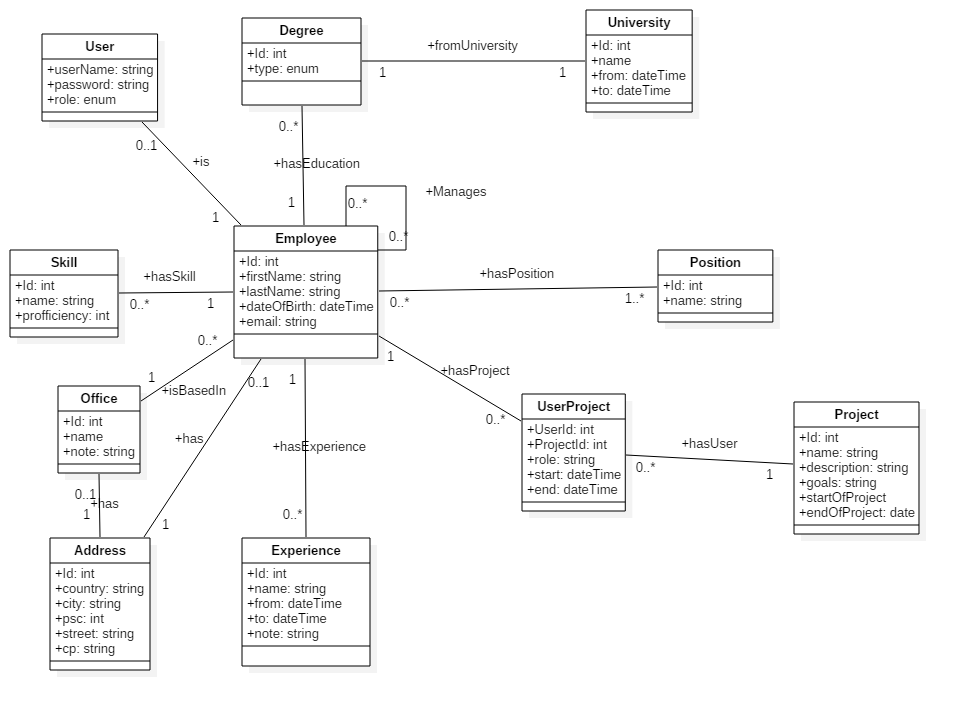 University
+Id: int
+name
+from: dateTime
+to: dateTime
Degree
+Id: int
+type: enum
+fromUniversity
1
1
User
+userName: string
+password: string
+role: enum
0..1
+is
1
0..*
+hasEducation
1
+Manages
0..*
0..*
Employee
+Id: int
+firstName: string
+lastName: string
+dateOfBirth: dateTime
+email: string
Skill
+Id: int
+name: string
+profficiency: int
+hasSkill
0..*
1
+hasPosition
0..*
1..*
Position
+Id: int
+name: string
0..*
1
+isBasedIn
Office
+Id: int
+name
+note: string
0..1
+has
1
0..1
+has
1
1
+hasExperience
0..*
1
+hasProject
0..*
UserProject
+UserId: int
+ProjectId: int
+role: string
+start: dateTime
+end: dateTime
+hasUser
0..*
1
Project
+Id: int
+name: string
+description: string
+goals: string
+startOfProject
+endOfProject: date
Address
+Id: int
+country: string
+city: string
+psc: int
+street: string
+cp: string
Experience
+Id: int
+name: string
+from: dateTime
+to: dateTime
+note: string